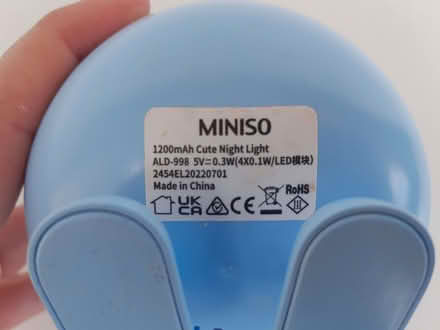 MINISO
1200mAh Cute Night Light
ALD-998 5V⎓0.3W(4X0.1W/LED模块)
2454EL20220701
Made in China
RoHS
UK
CA
CE